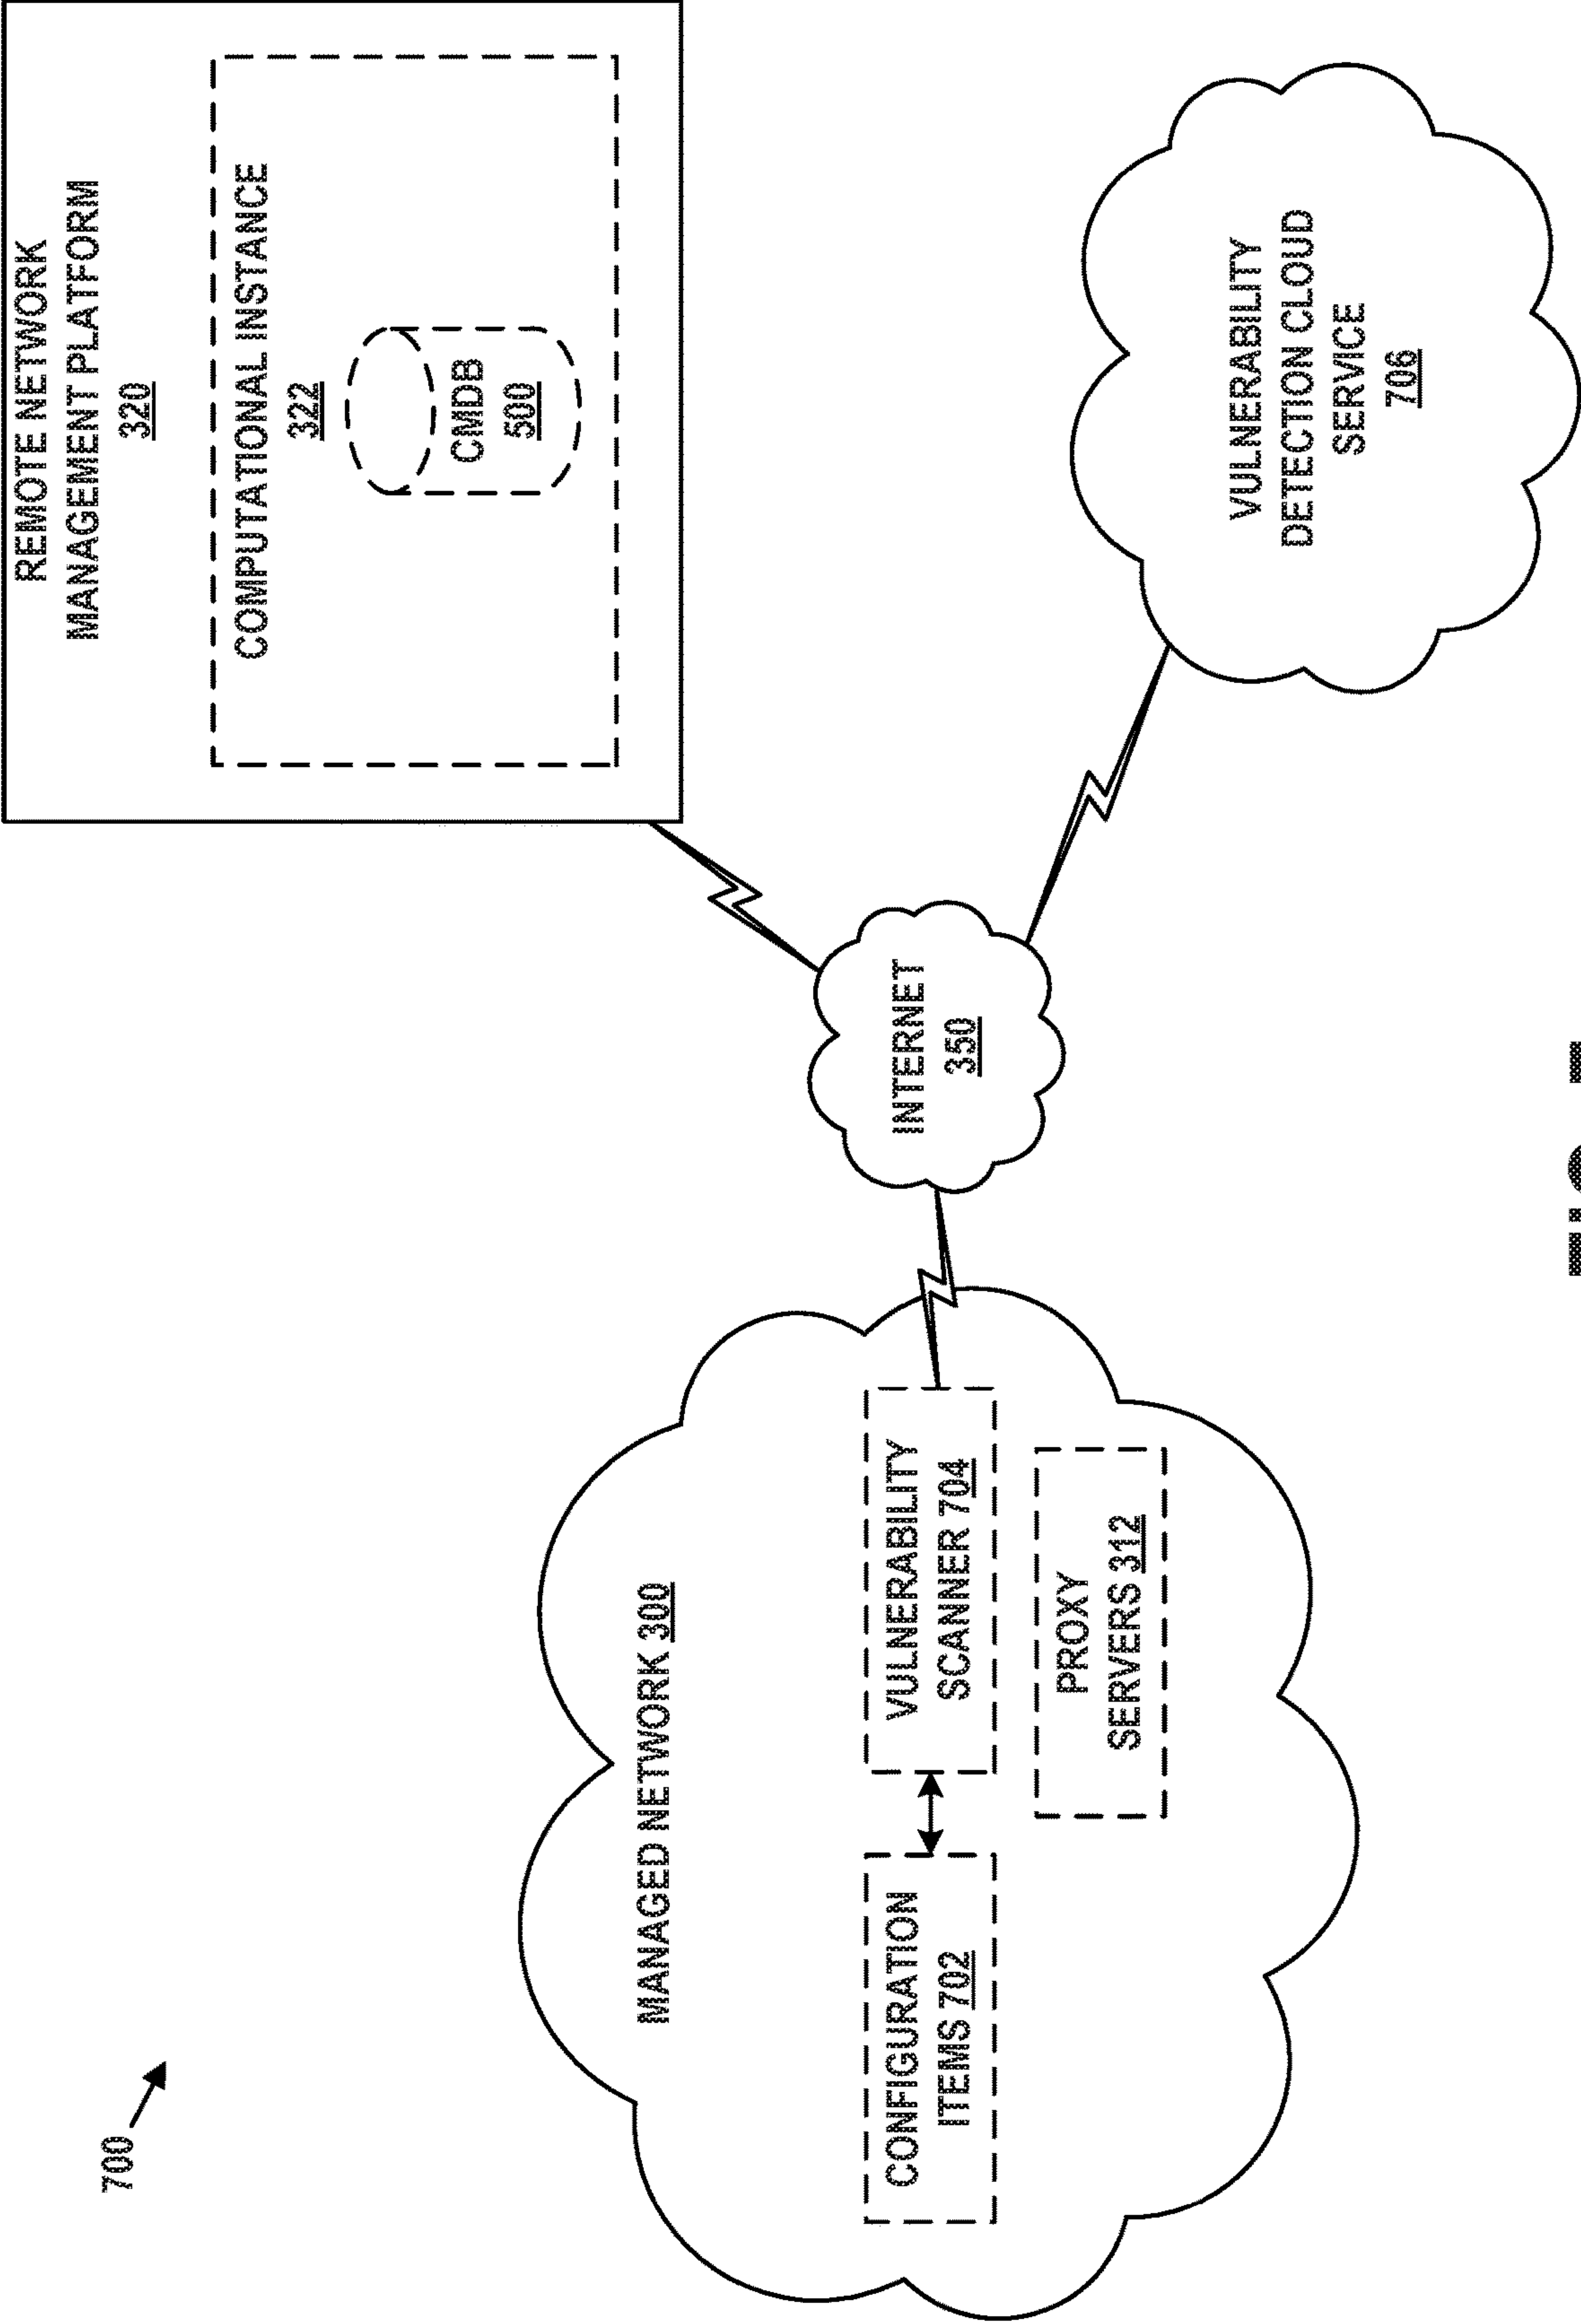 700
MANAGED NETWORK 300
CONFIGURATION
ITEMS 702
VULNERABILITY
SCANNER 704
PROXY
SERVERS 312
INTERNET
350
REMOTE NETWORK
MANAGEMENT PLATFORM
320
COMPUTATIONAL INSTANCE
322
CMDB
500
VULNERABILITY
DETECTION CLOUD
SERVICE
706